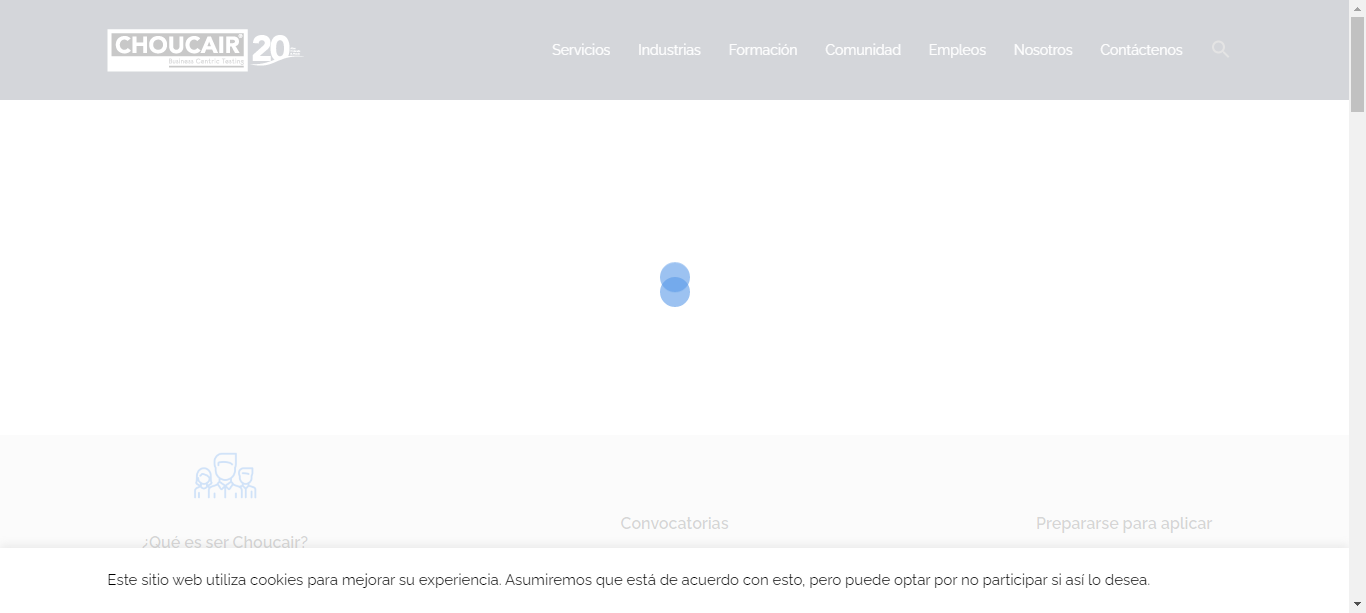 CHOUCAIR 20
Business Centric Testing
Servicios Industrias Formación Comunidad Empleos Nosotros Contáctenos
¿Qué es ser Choucair?
Convocatorias
Prepararse para aplicar
Este sitio web utiliza cookies para mejorar su experiencia. Asumiremos que está de acuerdo con esto, pero puede optar por no participar si así lo desea.